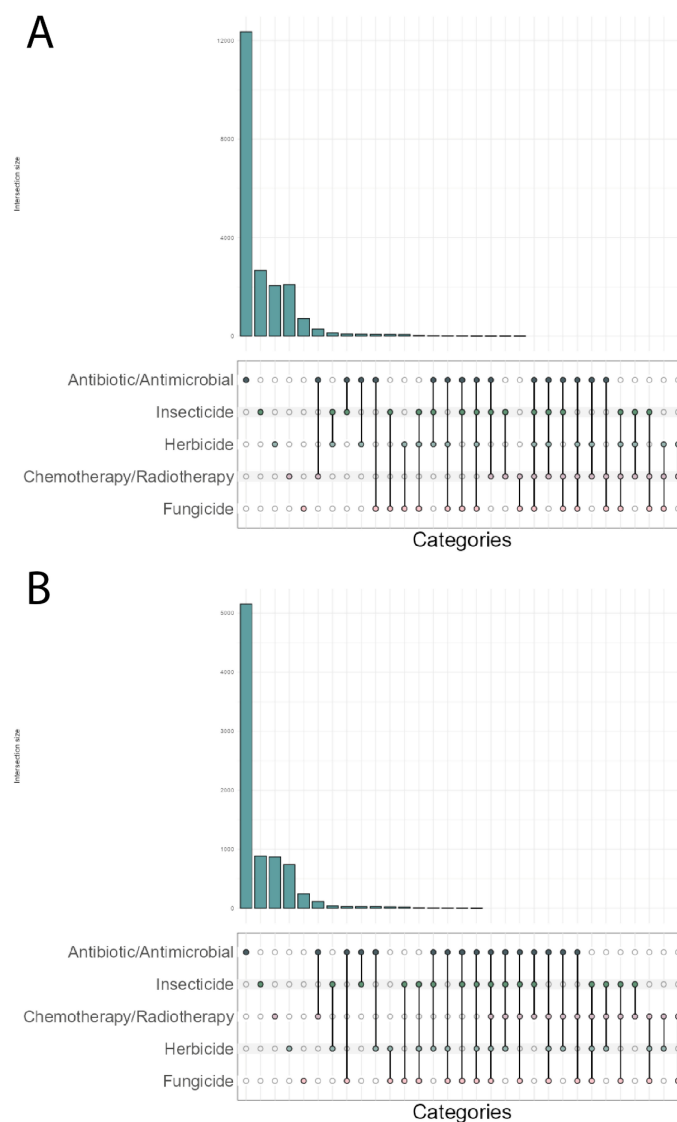 A
12000
8000
4000
0
Intersection size
Antibiotic/Antimicrobial
Insecticide
Herbicide
Chemotherapy/Radiotherapy
Fungicide
Categories
B
5000
4000
3000
2000
1000
0
Intersection size
Antibiotic/Antimicrobial
Insecticide
Chemotherapy/Radiotherapy
Herbicide
Fungicide
Categories